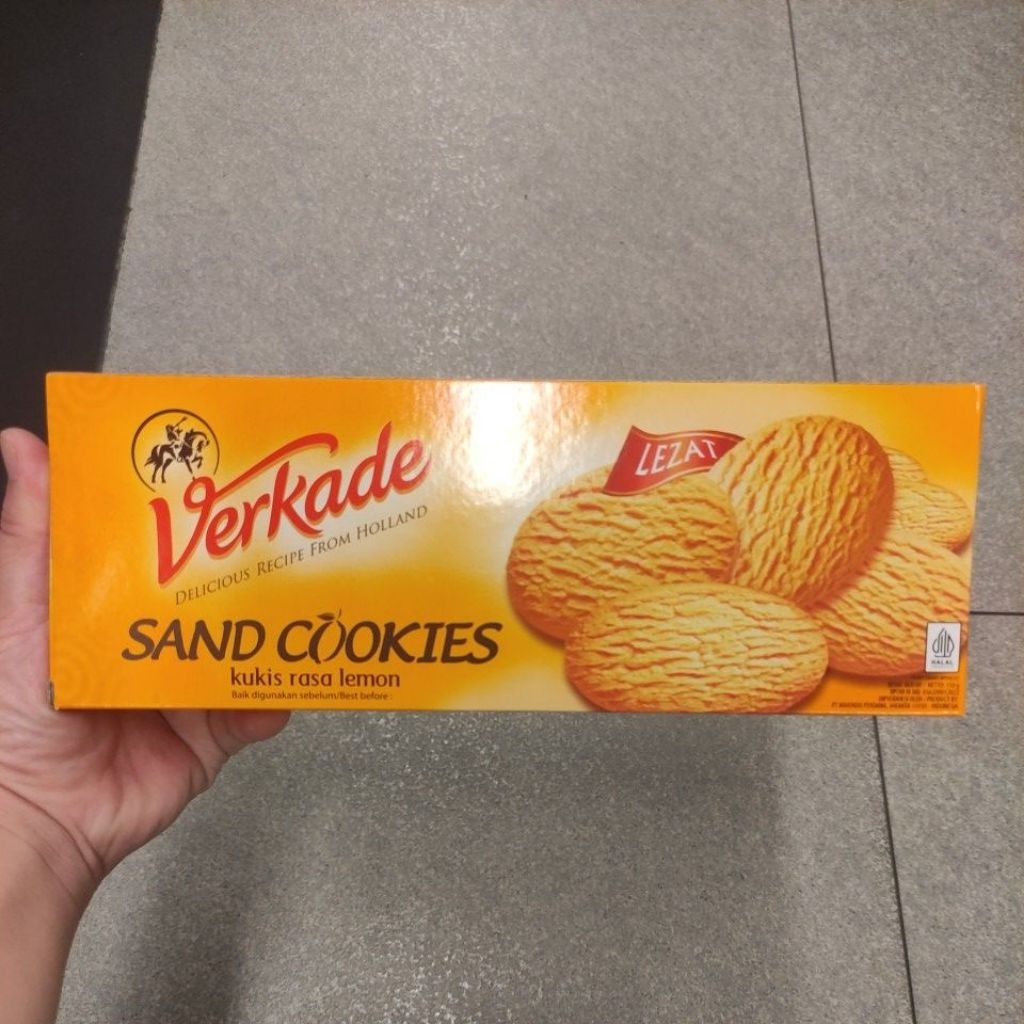 Verkade
DELICIOUS RECIPE FROM HOLLAND
LEZAT
SAND COOKIES
kukis rasa lemon
Baik digunakan sebelum/Best before :
HALAL